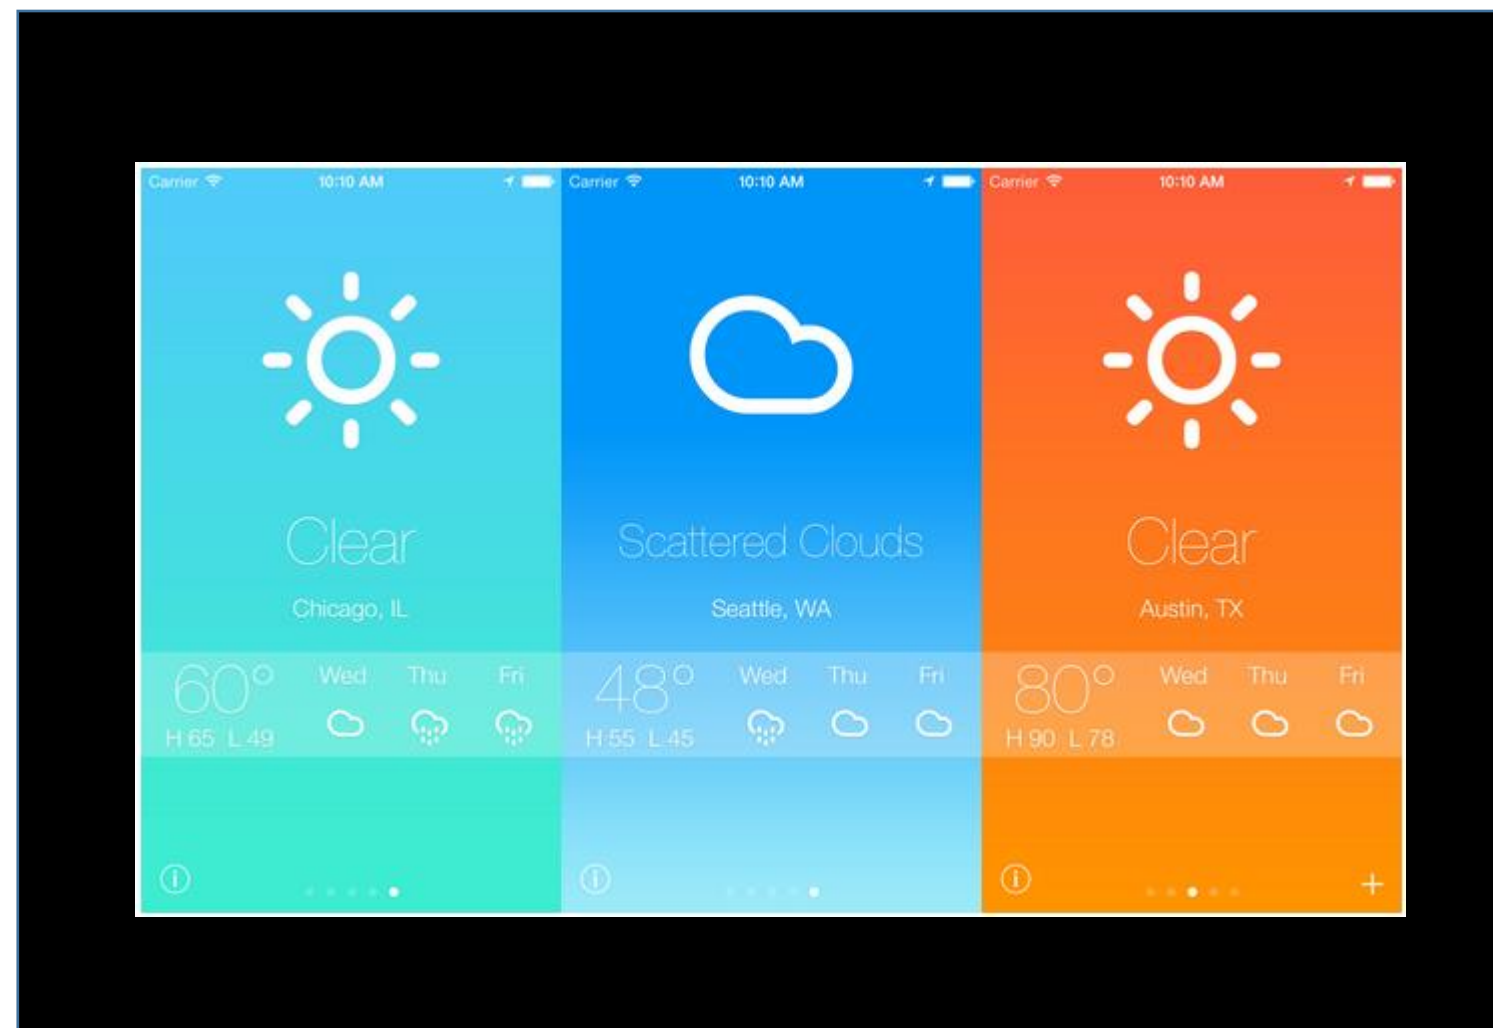 Carrier 10:10 AM
Clear
Chicago, IL
60° Wed Thu Fri
H 65 L 49
Carrier 10:10 AM
Scattered Clouds
Seattle, WA
48° Wed Thu Fri
H 55 L 45
Carrier 10:10 AM
Clear
Austin, TX
80° Wed Thu Fri
H 90 L 78